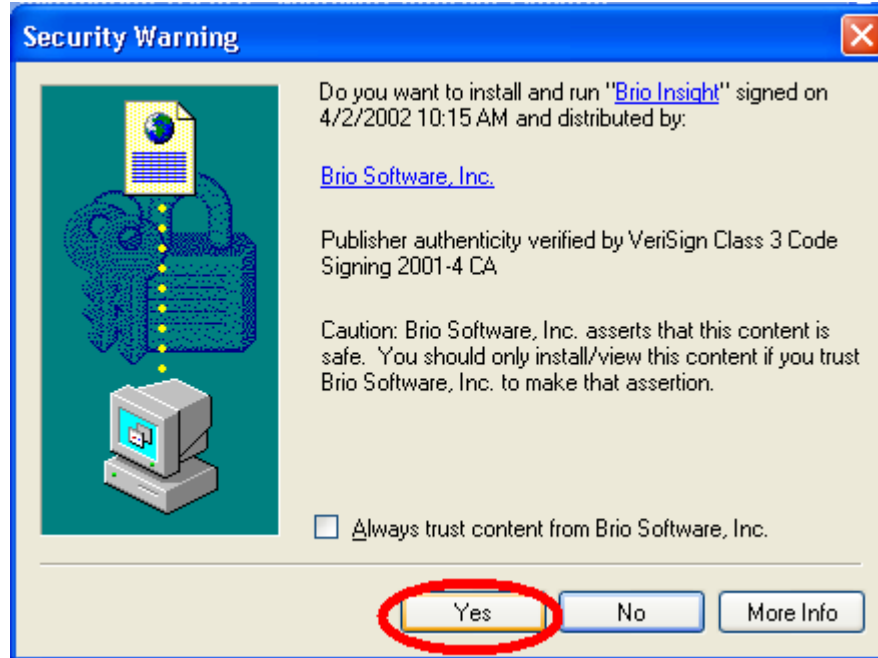 Security Warning
Do you want to install and run "Brio Insight" signed on
4/2/2002 10:15 AM and distributed by:
Brio Software, Inc.
Publisher authenticity verified by VeriSign Class 3 Code
Signing 2001-4 CA
Caution: Brio Software, Inc. asserts that this content is
safe. You should only install/view this content if you trust
Brio Software, Inc. to make that assertion.
Always trust content from Brio Software, Inc.
Yes No More Info